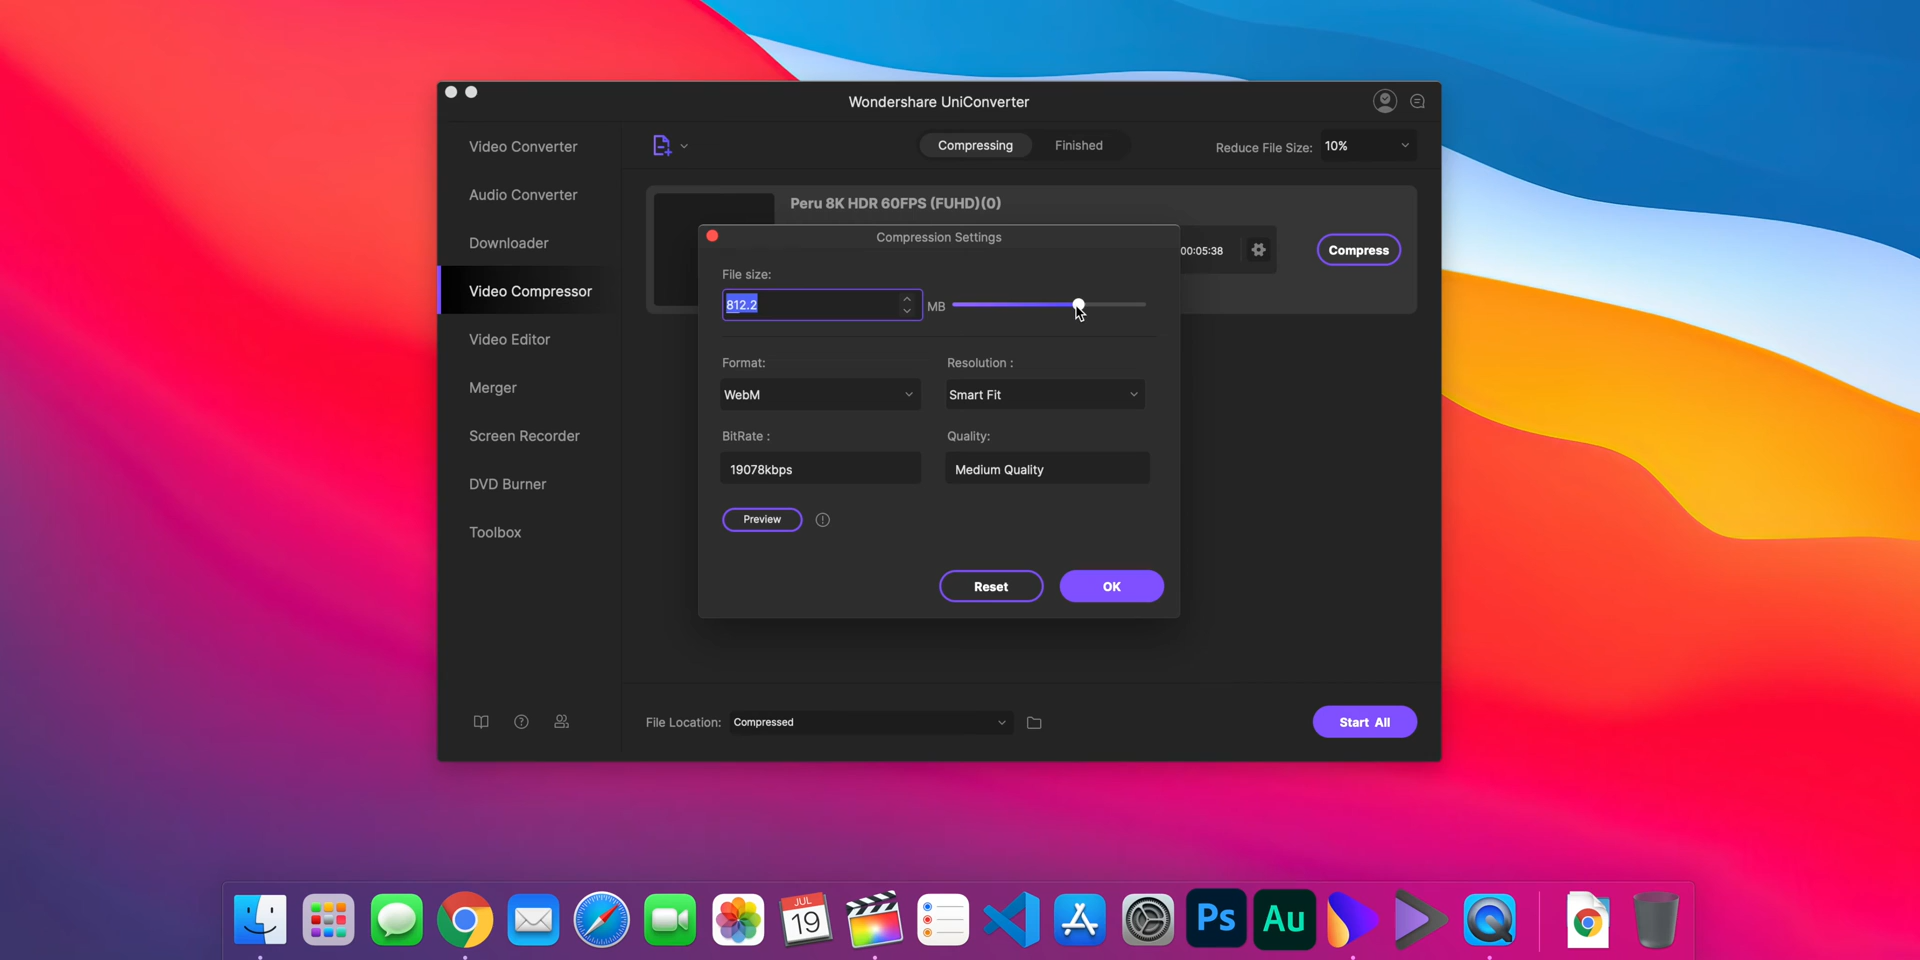 Wondershare UniConverter
Video Converter
Audio Converter
Downloader
Video Compressor
Video Editor
Merger
Screen Recorder
DVD Burner
Toolbox
Compressing
Finished
Reduce File Size: 10%
Peru 8K HDR 60FPS (FUHD)(0)
00:05:38
Compress
Compression Settings
File size:
812.2 MB
Format:
Resolution :
WebM
Smart Fit
BitRate :
Quality:
19078kbps
Medium Quality
Preview
Reset
OK
File Location: Compressed
Start All
JUL
19
Ps
Au